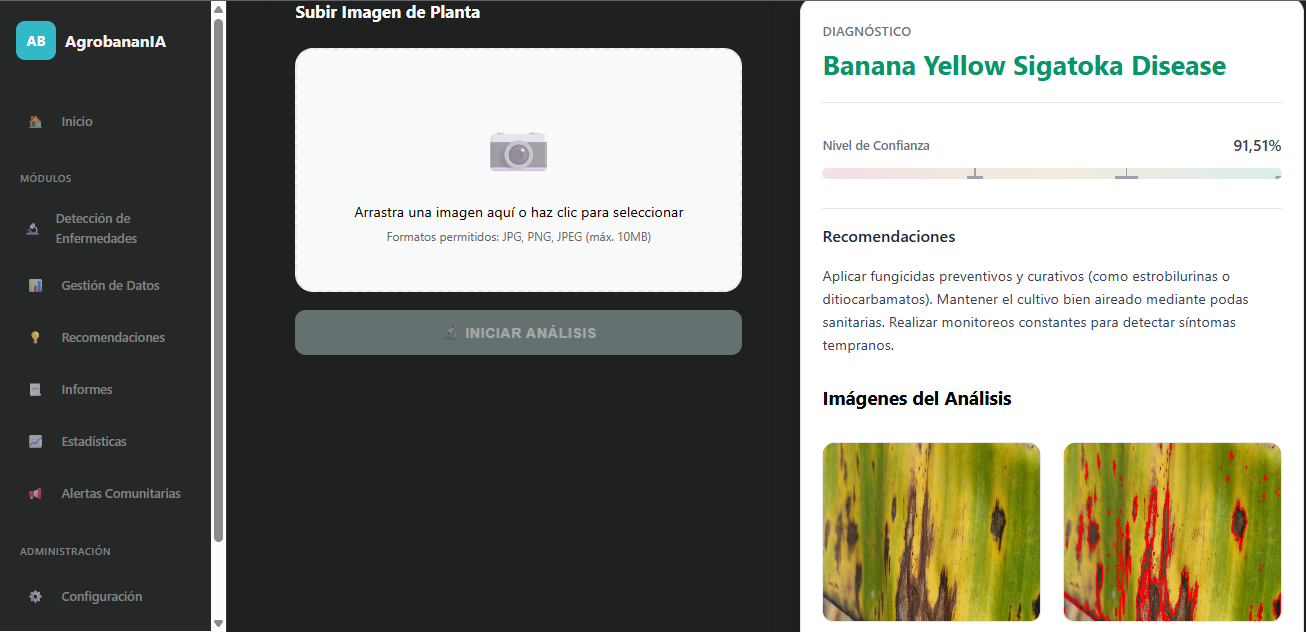 AB
AgrobananIA
Inicio
MÓDULOS
Detección de
Enfermedades
Gestión de Datos
Recomendaciones
Informes
Estadísticas
Alertas Comunitarias
ADMINISTRACIÓN
Configuración
Subir Imagen de Planta
Arrastra una imagen aquí o haz clic para seleccionar
Formatos permitidos: JPG, PNG, JPEG (máx. 10MB)
INICIAR ANÁLISIS
DIAGNÓSTICO
Banana Yellow Sigatoka Disease
Nivel de Confianza
91,51%
Recomendaciones
Aplicar fungicidas preventivos y curativos (como estrobilurinas o
ditiocarbamatos). Mantener el cultivo bien aireado mediante podas
sanitarias. Realizar monitoreos constantes para detectar síntomas
tempranos.
Imágenes del Análisis